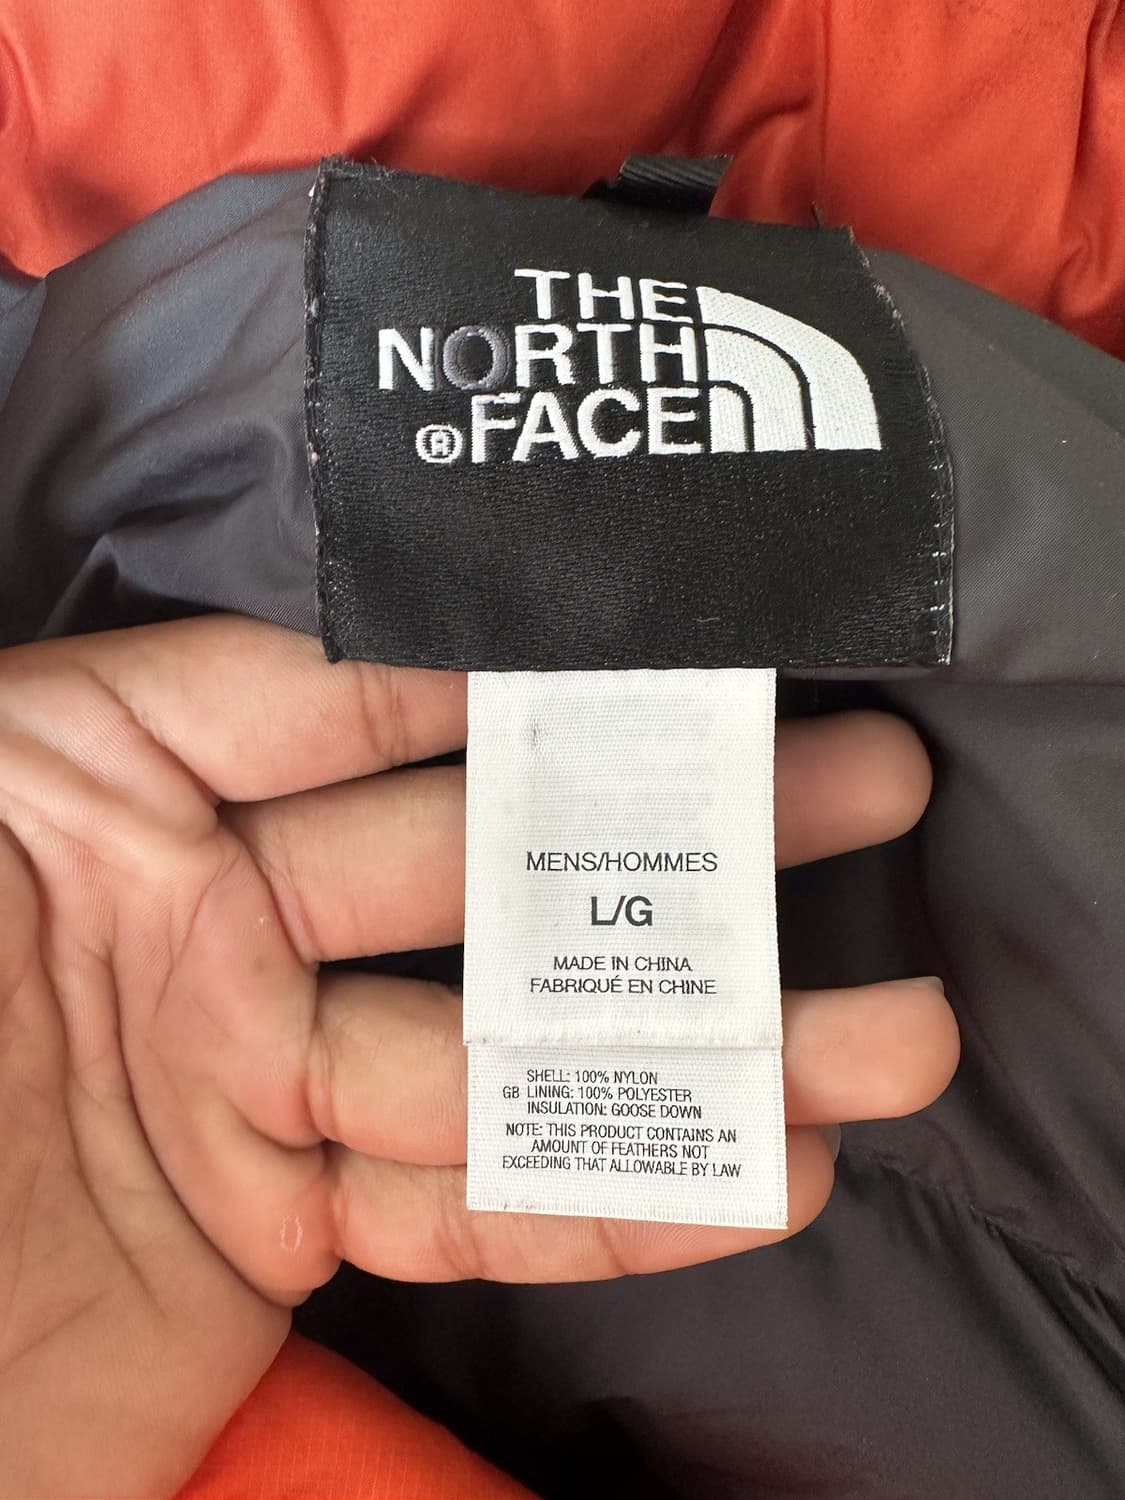 THE
NORTH
®FACE
MENS/HOMMES
L/G
MADE IN CHINA
FABRIQUÉ EN CHINE
SHELL: 100% NYLON
GB LINING: 100% POLYESTER
INSULATION: GOOSE DOWN
NOTE: THIS PRODUCT CONTAINS AN
AMOUNT OF FEATHERS NOT
EXCEEDING THAT ALLOWABLE BY LAW